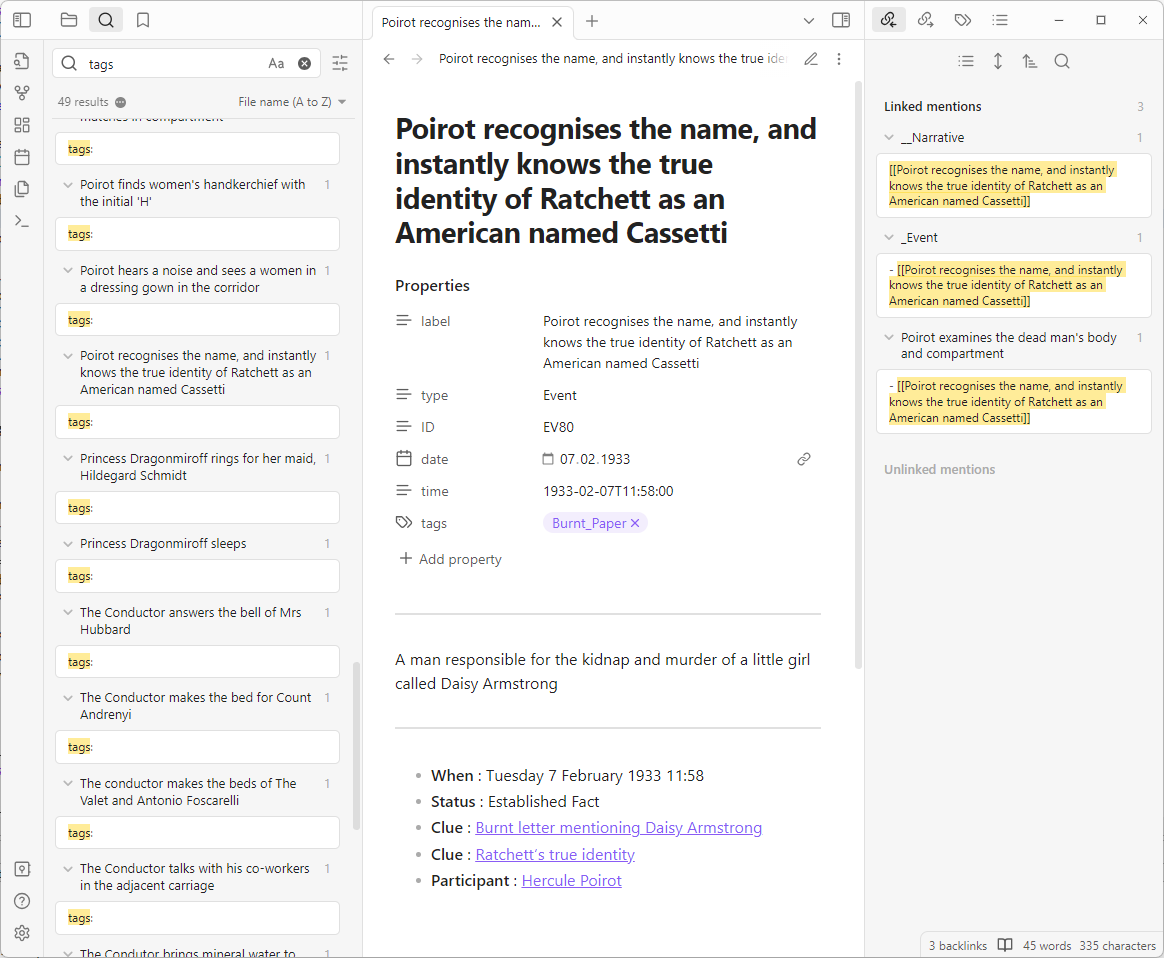 Poirot recognises the nam...
tags
Aa
49 results
File name (A to Z)
matches in compartment
tags:
Poirot finds women's handkerchief with
the initial 'H'
1
tags:
Poirot hears a noise and sees a women in
a dressing gown in the corridor
1
tags:
Poirot recognises the name, and instantly
knows the true identity of Ratchett as an
American named Cassetti
1
tags:
Princess Dragonmiroff rings for her maid,
Hildegard Schmidt
1
tags:
Princess Dragonmiroff sleeps
1
tags:
The Conductor answers the bell of Mrs
Hubbard
1
tags:
The Conductor makes the bed for Count
Andrenyi
1
tags:
The conductor makes the beds of The
Valet and Antonio Foscarelli
1
tags:
The Conductor talks with his co-workers
in the adjacent carriage
1
tags:
The Condutor brings mineral water to
1
Poirot recognises the name, and instantly knows the true ide
Poirot recognises the name, and
instantly knows the true
identity of Ratchett as an
American named Cassetti
Properties
label
Poirot recognises the name, and instantly
knows the true identity of Ratchett as an
American named Cassetti
type
Event
ID
EV80
date
07.02.1933
time
1933-02-07T11:58:00
tags
Burnt_Paper
Add property
A man responsible for the kidnap and murder of a little girl
called Daisy Armstrong
When : Tuesday 7 February 1933 11:58
Status : Established Fact
Clue : Burnt letter mentioning Daisy Armstrong
Clue : Ratchett’s true identity
Participant : Hercule Poirot
Linked mentions
3
__Narrative
1
[[Poirot recognises the name, and instantly
knows the true identity of Ratchett as an
American named Cassetti]]
_Event
1
- [[Poirot recognises the name, and instantly
knows the true identity of Ratchett as an
American named Cassetti]]
Poirot examines the dead man's body
and compartment
1
- [[Poirot recognises the name, and instantly
knows the true identity of Ratchett as an
American named Cassetti]]
Unlinked mentions
3 backlinks
45 words
335 characters